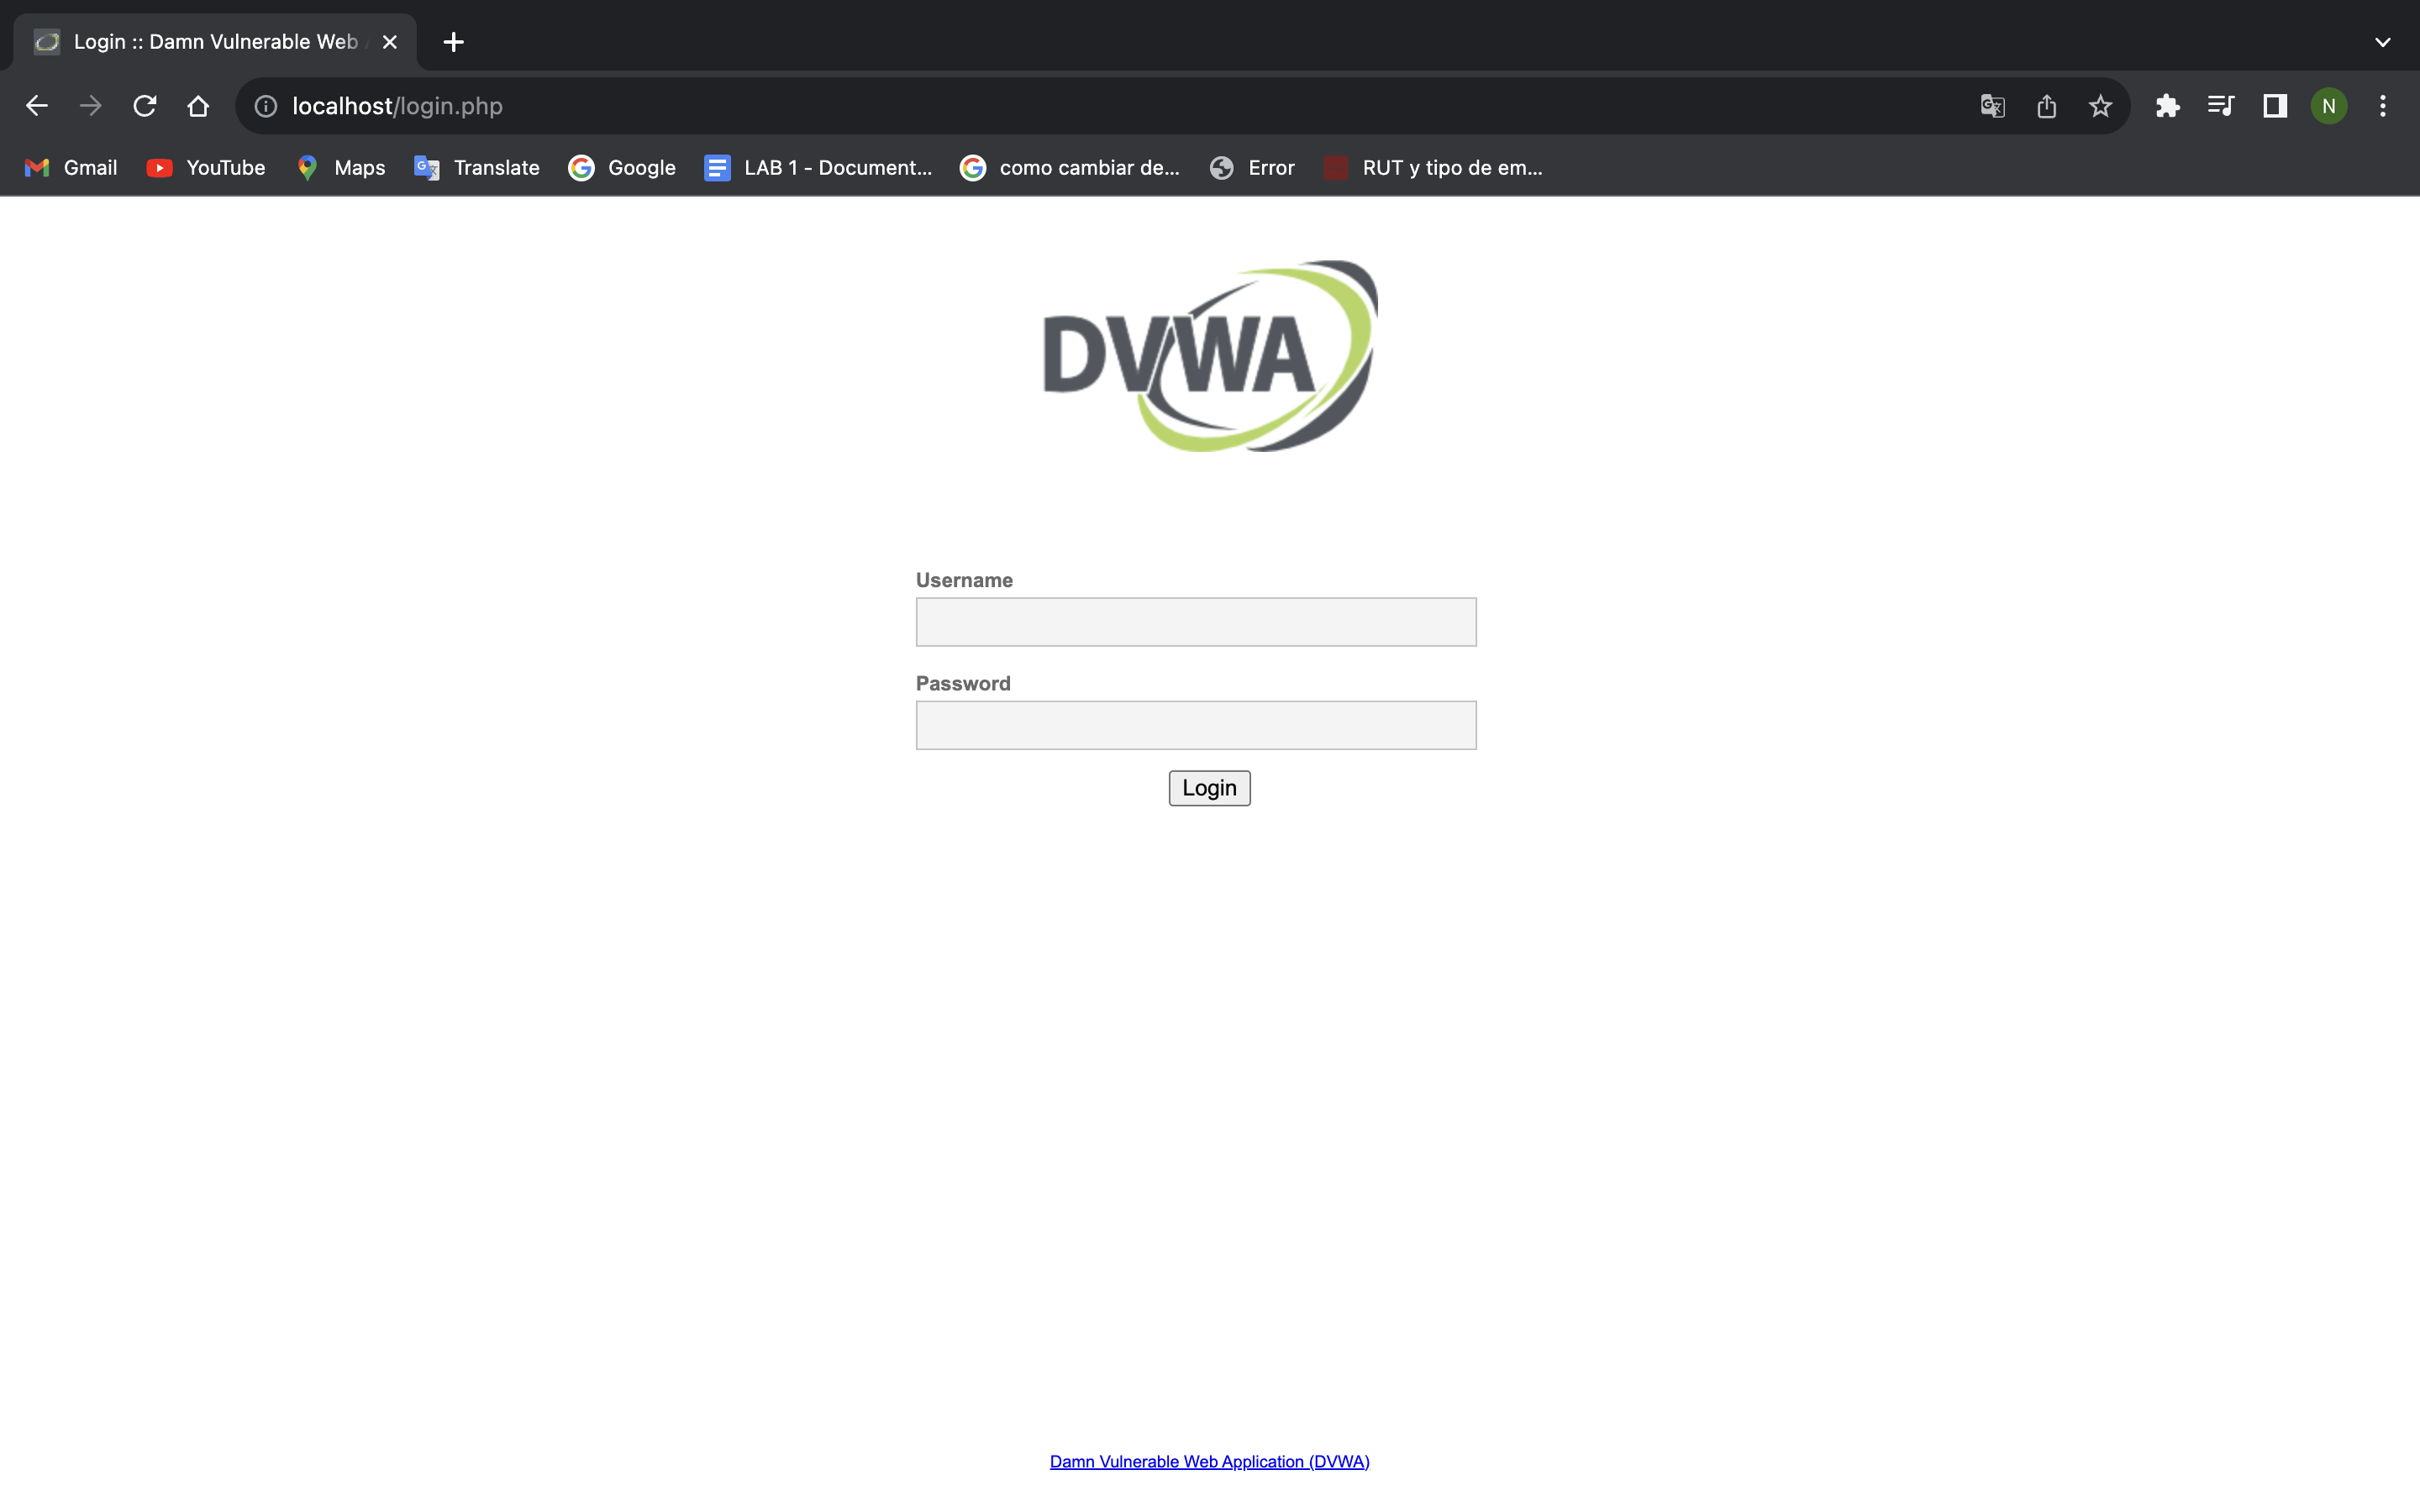 Login :: Damn Vulnerable Web
localhost/login.php
N
Gmail YouTube Maps Translate Google LAB 1 - Document... como cambiar de... Error RUT y tipo de em...
DVWA
Username
Password
Login
Damn Vulnerable Web Application (DVWA)